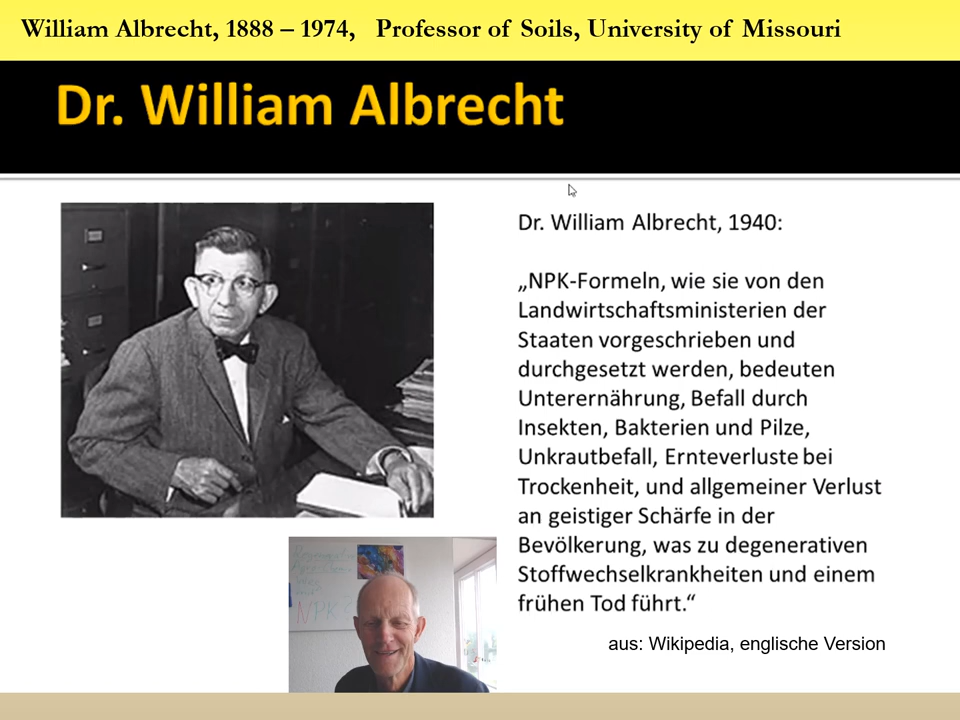 William Albrecht, 1888 – 1974, Professor of Soils, University of Missouri
Dr. William Albrecht
Dr. William Albrecht, 1940:
„NPK-Formeln, wie sie von den
Landwirtschaftsministerien der
Staaten vorgeschrieben und
durchgesetzt werden, bedeuten
Unterernährung, Befall durch
Insekten, Bakterien und Pilze,
Unkrautbefall, Ernteverluste bei
Trockenheit, und allgemeiner Verlust
an geistiger Schärfe in der
Bevölkerung, was zu degenerativen
Stoffwechselkrankheiten und einem
frühen Tod führt.“
aus: Wikipedia, englische Version
NPK